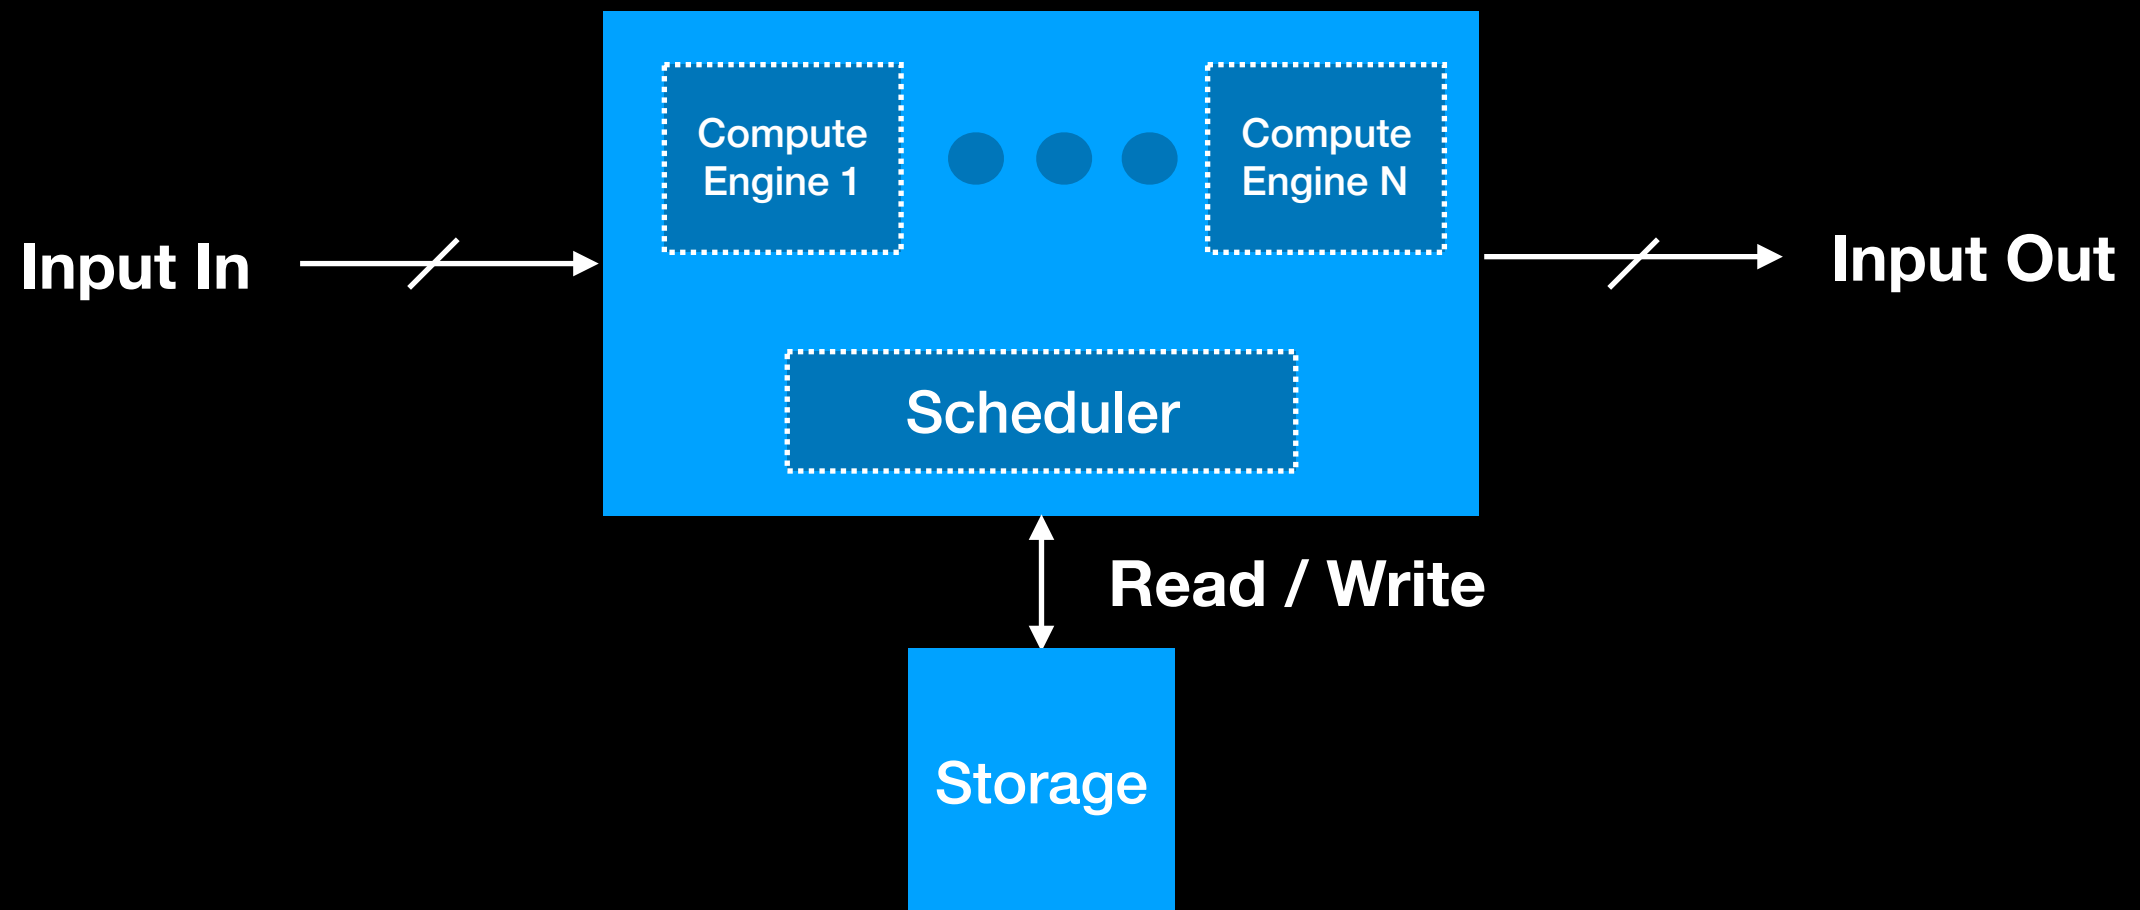 Compute
Engine 1
Compute
Engine N
Input In
Input Out
Scheduler
Read / Write
Storage